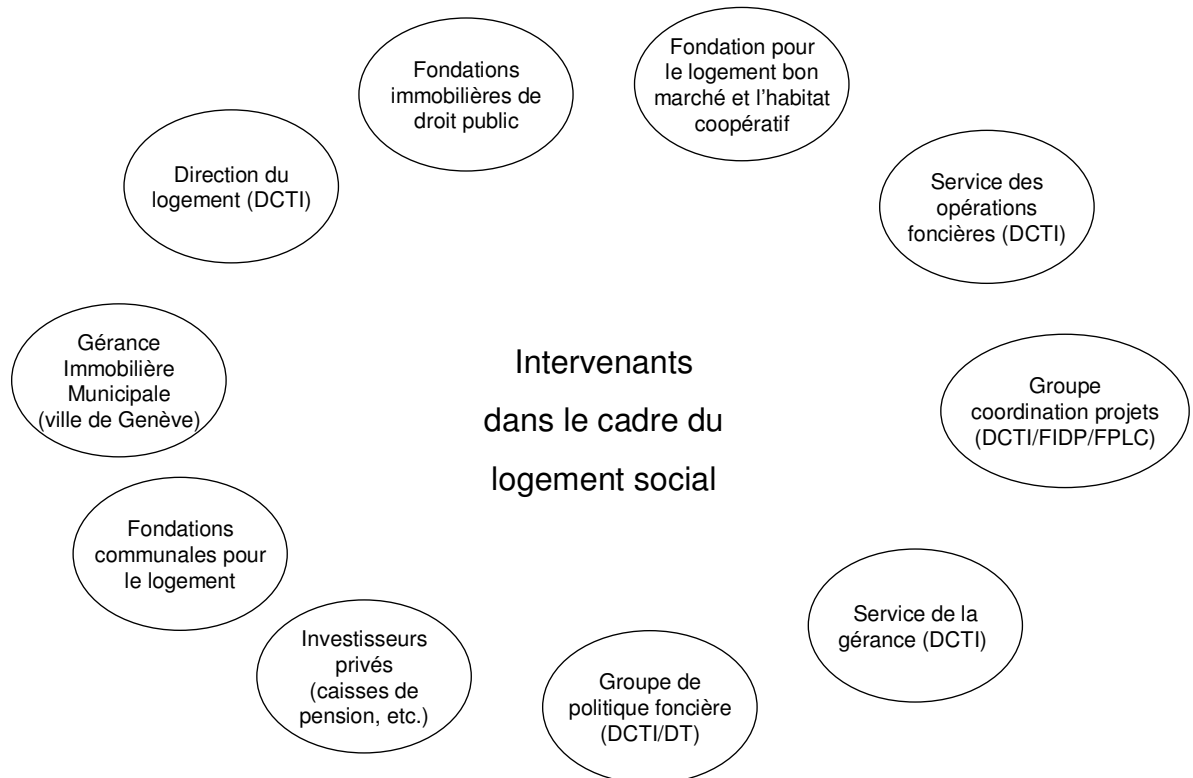 Fondations
immobilières de
droit public
Fondation pour
le logement bon
marché et l'habitat
coopératif
Direction du
logement (DCTI)
Service des
opérations
foncières (DCTI)
Gérance
Immobilière
Municipale
(ville de Genève)
Intervenants
dans le cadre du
logement social
Groupe
coordination projets
(DCTI/FIDP/FPLC)
Fondations
communales pour
le logement
Service de la
gérance (DCTI)
Investisseurs
privés
(caisses de
pension, etc.)
Groupe de
politique foncière
(DCTI/DT)